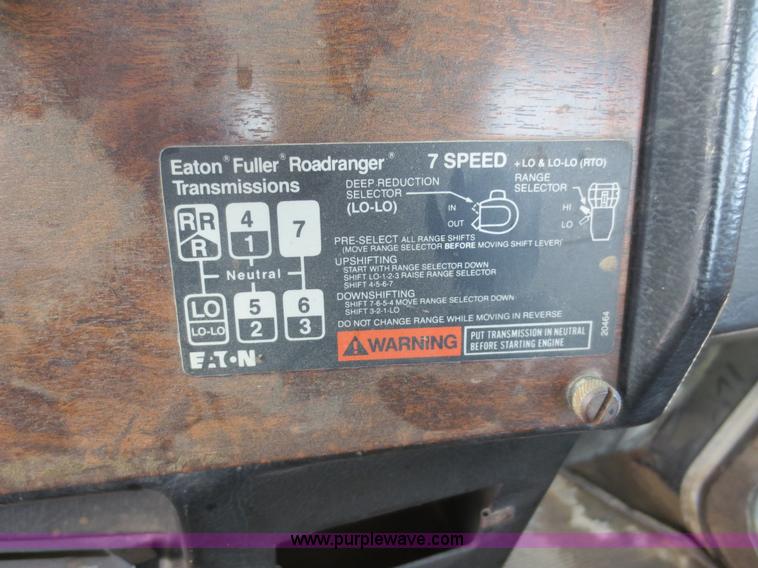 Eaton® Fuller® Roadranger® 7 SPEED + LO & LO-LO (RTO)
Transmissions
DEEP REDUCTION
SELECTOR
(LO-LO)
IN
OUT
RANGE
SELECTOR
HI
LO
RR 4 7
R 1
Neutral
LO 5 6
LO-LO 2 3
PRE-SELECT ALL RANGE SHIFTS
(MOVE RANGE SELECTOR BEFORE MOVING SHIFT LEVER)
UPSHIFTING
START WITH RANGE SELECTOR DOWN
SHIFT LO-1-2-3 RAISE RANGE SELECTOR
SHIFT 4-5-6-7
DOWNSHIFTING
SHIFT 7-6-5-4 MOVE RANGE SELECTOR DOWN
SHIFT 3-2-1-LO
DO NOT CHANGE RANGE WHILE MOVING IN REVERSE
WARNING
PUT TRANSMISSION IN NEUTRAL
BEFORE STARTING ENGINE
20464
EATON
www.purplewave.com